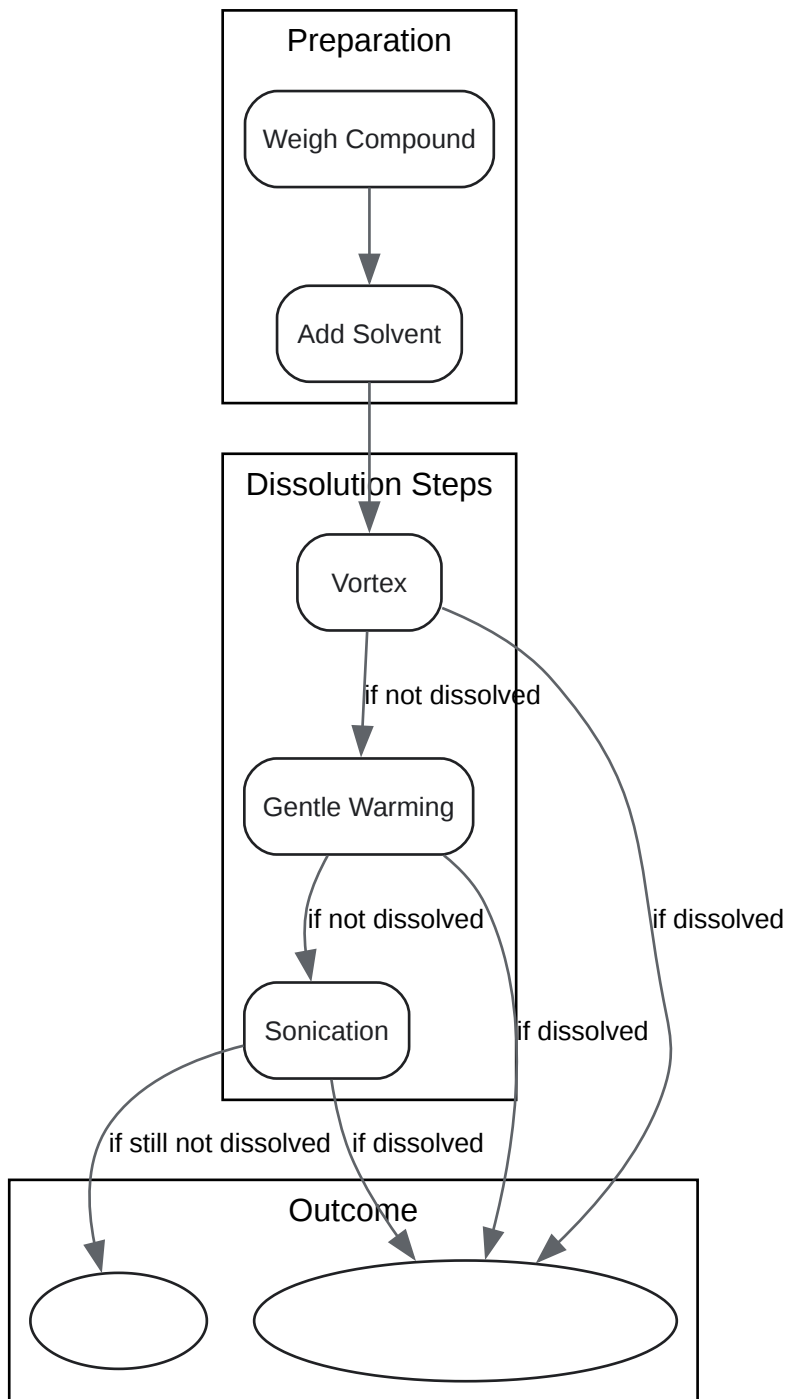 Preparation
Weigh Compound
Add Solvent
Dissolution Steps
Vortex
if not dissolved
Gentle Warming
if not dissolved
if dissolved
Sonication
if dissolved
if still not dissolved
if dissolved
Outcome